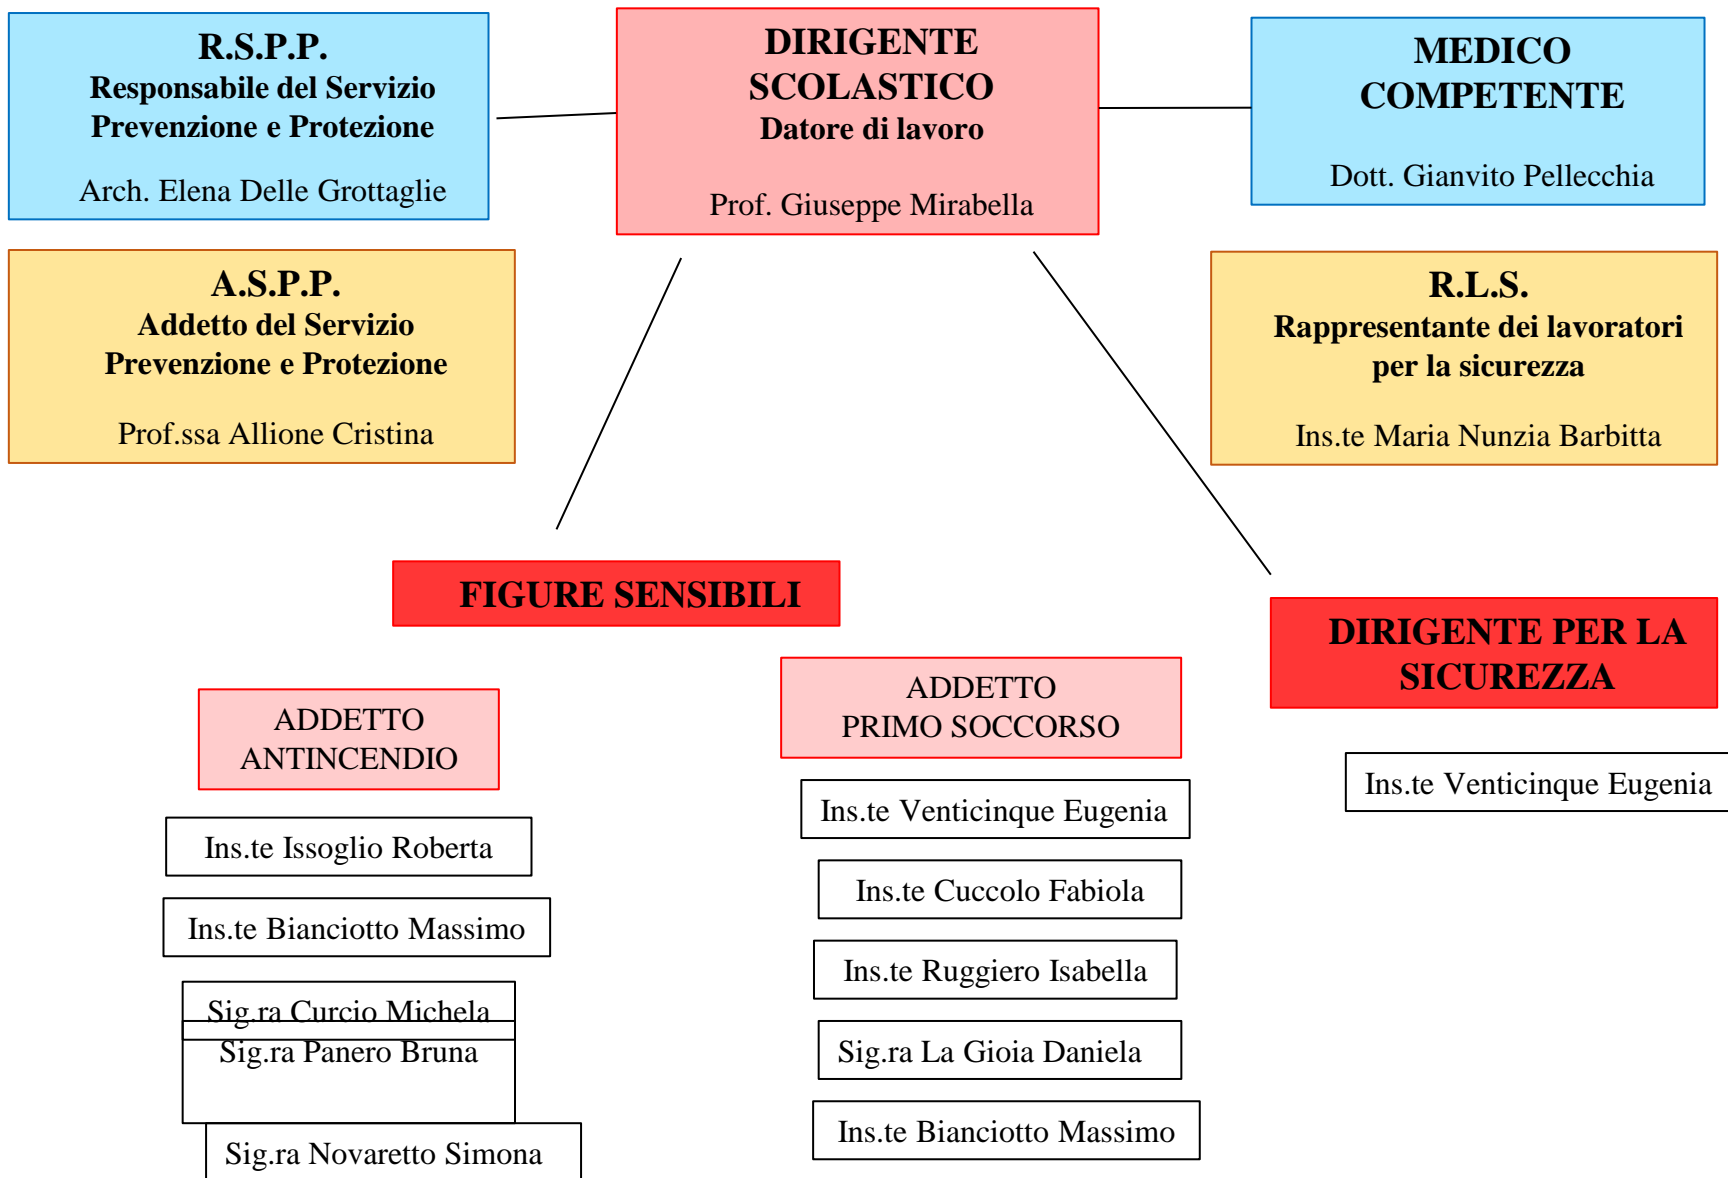 R.S.P.P.
Responsabile del Servizio
Prevenzione e Protezione
Arch. Elena Delle Grottaglie
DIRIGENTE
SCOLASTICO
Datore di lavoro
Prof. Giuseppe Mirabella
MEDICO
COMPETENTE
Dott. Gianvito Pellecchia
A.S.P.P.
Addetto del Servizio
Prevenzione e Protezione
Prof.ssa Allione Cristina
R.L.S.
Rappresentante dei lavoratori
per la sicurezza
Ins.te Maria Nunzia Barbitta
FIGURE SENSIBILI
DIRIGENTE PER LA
SICUREZZA
Ins.te Venticinque Eugenia
ADDETTO
ANTINCENDIO
Ins.te Issoglio Roberta
Ins.te Bianciotto Massimo
Sig.ra Curcio Michela
Sig.ra Panero Bruna
Sig.ra Novaretto Simona
ADDETTO
PRIMO SOCCORSO
Ins.te Venticinque Eugenia
Ins.te Cuccolo Fabiola
Ins.te Ruggiero Isabella
Sig.ra La Gioia Daniela
Ins.te Bianciotto Massimo